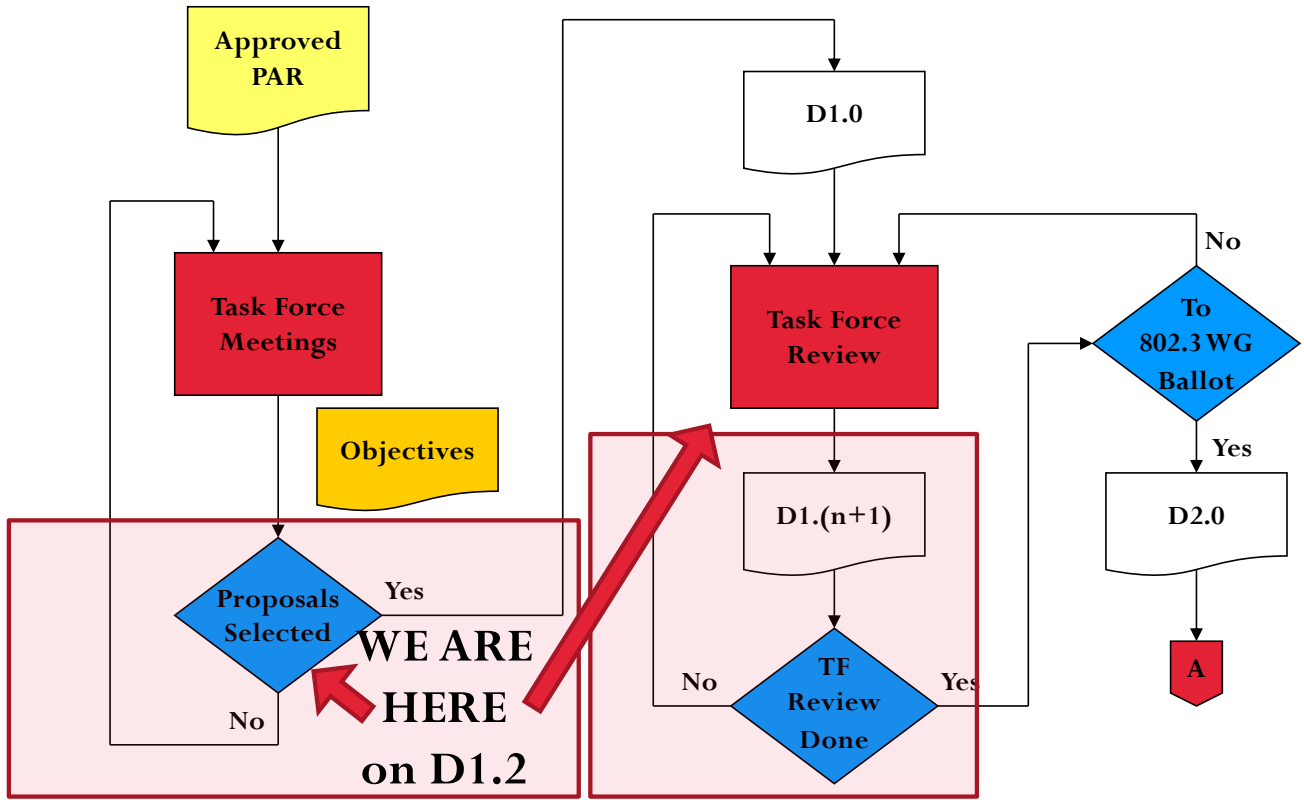 Approved
PAR
Task Force
Meetings
Objectives
Proposals
Selected
Yes
No
WE ARE
HERE
on D1.2
D1.0
Task Force
Review
D1.(n+1)
TF
Review
Done
No
Yes
To
802.3 WG
Ballot
No
Yes
D2.0
A